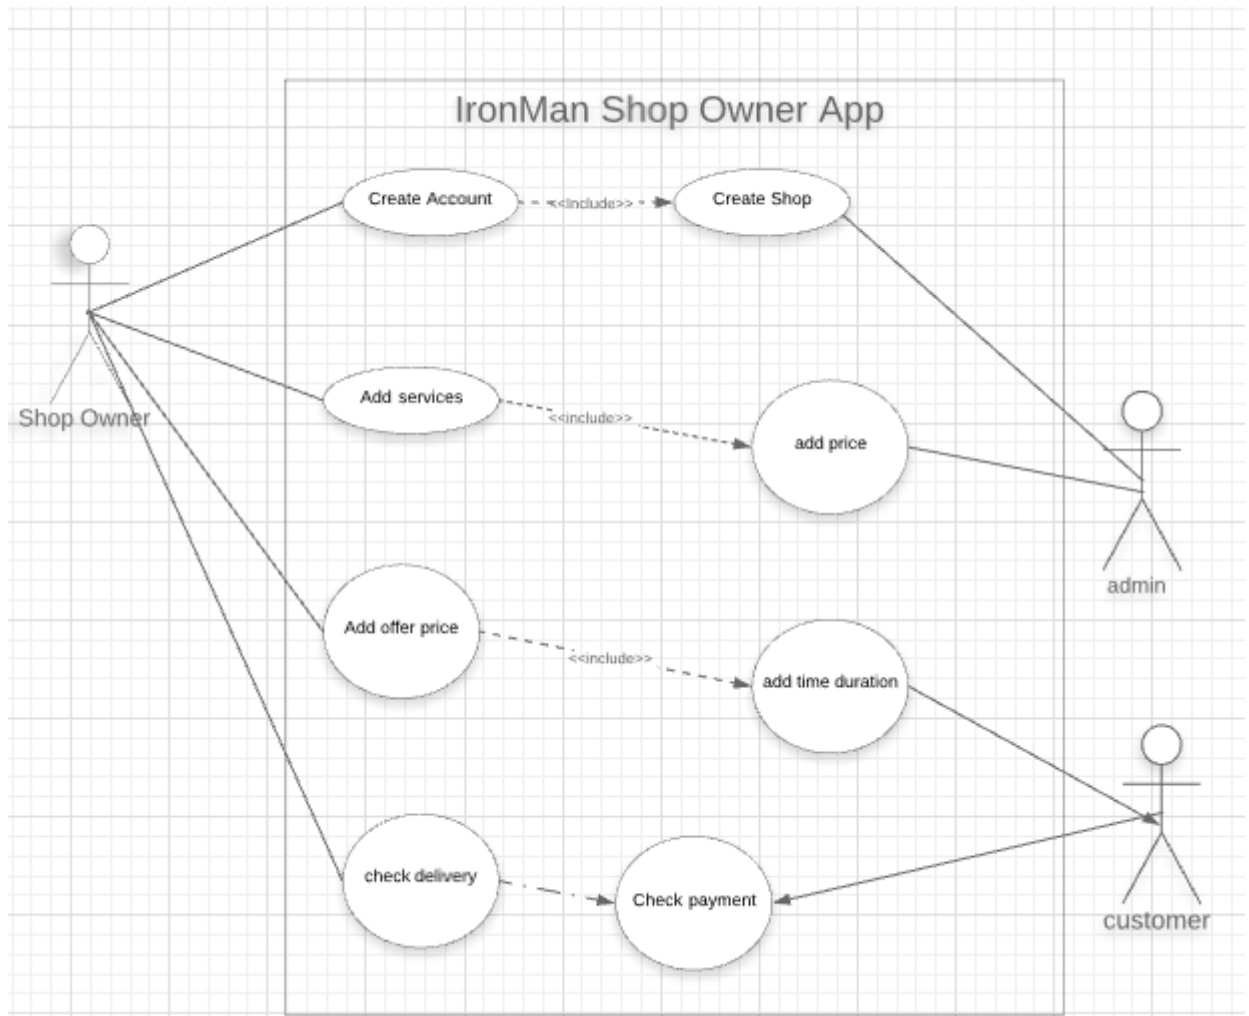 IronMan Shop Owner App
Create Account
<<Include>>
Create Shop
Shop Owner
Add services
<<include>>
add price
admin
Add offer price
<<include>>
add time duration
check delivery
Check payment
customer